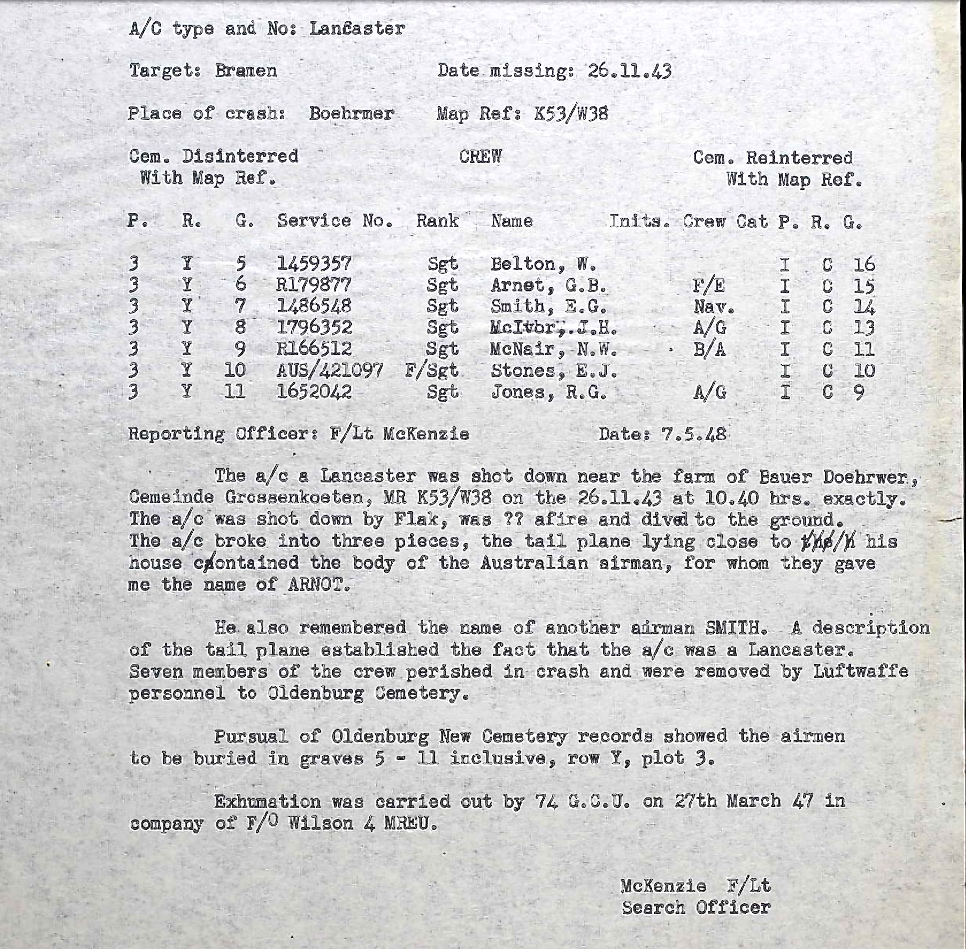 A/C type and No: Lancaster
Target: Bramen Date missing: 26.11.43
Place of crash: Boehrmer Map Ref: K53/W38
Cem. Disinterred CREW Cem. Reinterred
With Map Ref. With Map Ref.
P. R. G. Service No. Rank Name Inits. Crew Cat P. R. G.
3 Y 5 1459357 Sgt Belton, W. I C 16
3 Y 6 R179877 Sgt Arnet, G.B. F/E I C 15
3 Y 7 1486548 Sgt Smith, E.G. Nav. I C 14
3 Y 8 1796352 Sgt J.H. A/G I C 13
3 Y 9 R166512 Sgt McNair, N.W. B/A I C 11
3 Y 10 AUS/421097 F/Sgt Stones, E.J. I C 10
3 Y 11 1652042 Sgt Jones, R.G. A/G I C 9
Reporting Officer: F/Lt McKenzie Date: 7.5.48
The a/c a Lancaster was shot down near the farm of Bauer Doehrwer,
Gemeinde Grossenkoeten, MR K53/W38 on the 26.11.43 at 10.40 hrs. exactly.
The a/c was shot down by Flak, was ?? afire and dived to the ground.
The a/c broke into three pieces, the tail plane lying close to his
house contained the body of the Australian airman, for whom they gave
me the name of ARNOT.
He also remembered the name of another airman SMITH. A description
of the tail plane established the fact that the a/c was a Lancaster.
Seven members of the crew perished in crash and were removed by Luftwaffe
personnel to Oldenburg Cemetery.
Pursual of Oldenburg New Cemetery records showed the airmen
to be buried in graves 5 - 11 inclusive, row Y, plot 3.
Exhumation was carried out by 74 G.C.U. on 27th March 47 in
company of F/O Wilson 4 MREU.
McKenzie F/Lt
Search Officer